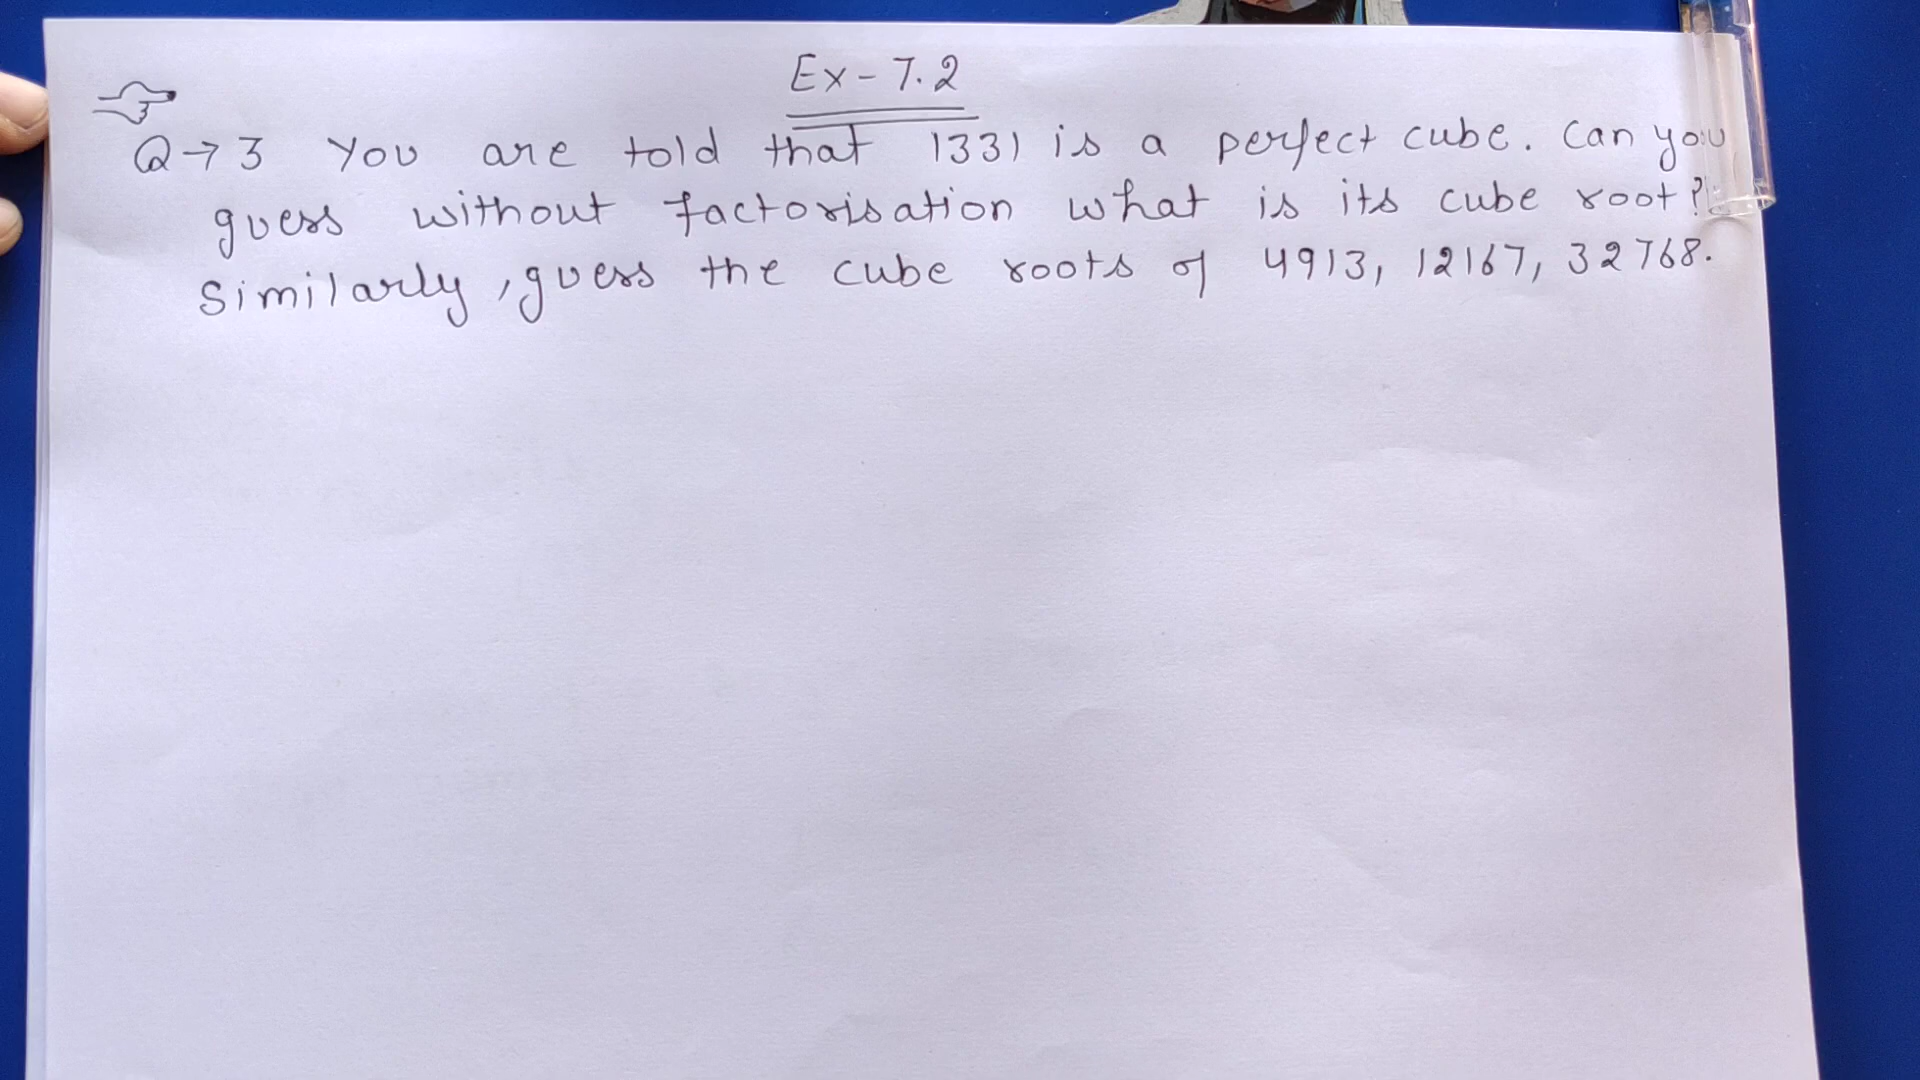 Ex - 7.2
Q→3 You are told that 1331 is a perfect cube. Can you
guess without factorisation what is its cube root?
Similarly, guess the cube roots of 4913, 12167, 32768.